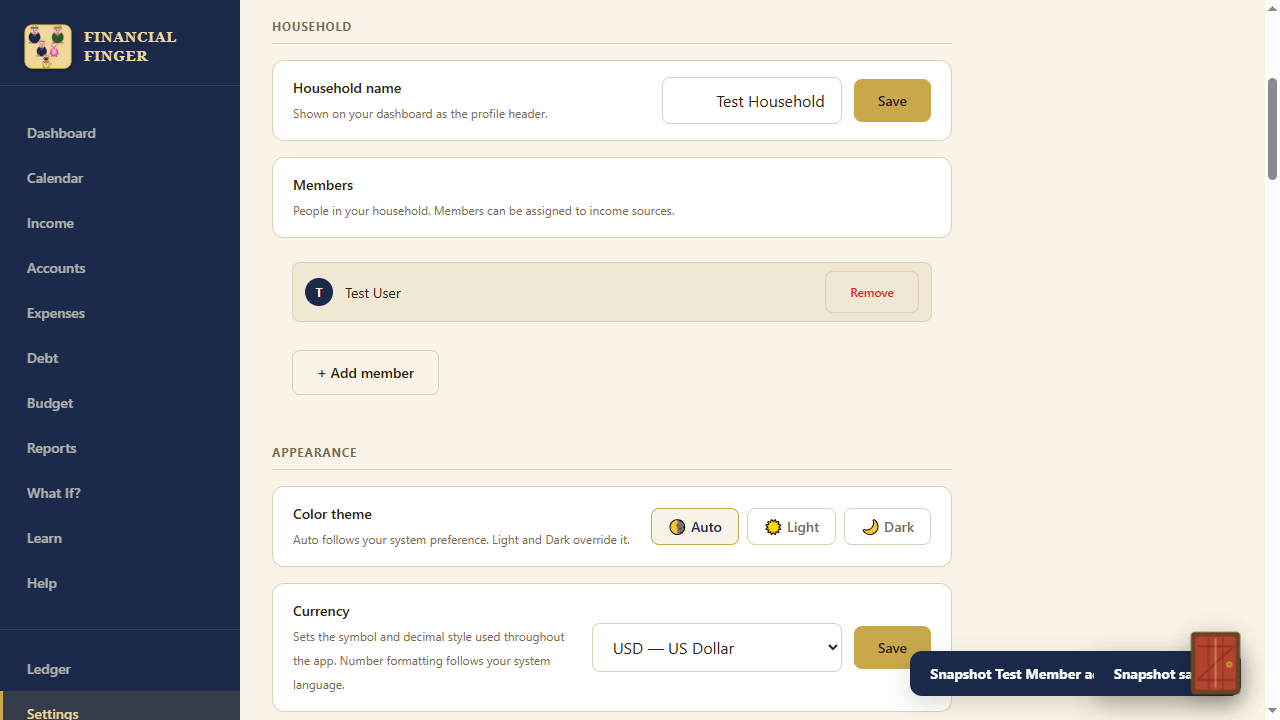 FINANCIAL
FINGER
Dashboard
Calendar
Income
Accounts
Expenses
Debt
Budget
Reports
What If?
Learn
Help
Ledger
Settings
HOUSEHOLD
Household name
Shown on your dashboard as the profile header.
Test Household
Save
Members
People in your household. Members can be assigned to income sources.
T
Test User
Remove
+ Add member
APPEARANCE
Color theme
Auto follows your system preference. Light and Dark override it.
Auto
Light
Dark
Currency
Sets the symbol and decimal style used throughout
the app. Number formatting follows your system
language.
USD — US Dollar
Save
Snapshot Test Member
Snapshot